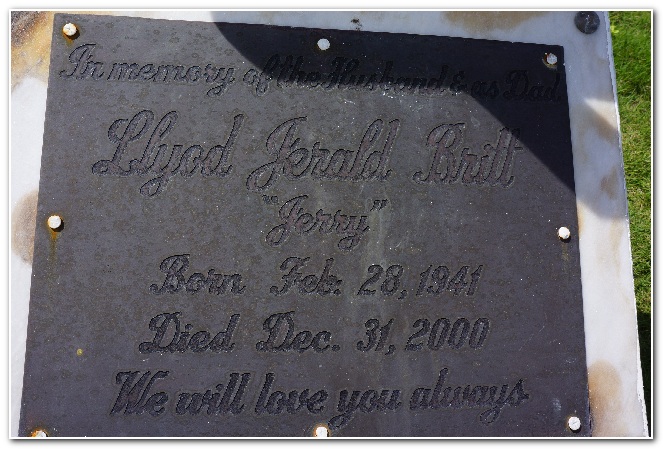 In memory of the Husband & as Dad.
Llyod Jerald Britt
"Jerry"
Born Feb. 28, 1941
Died Dec. 31, 2000
We will love you always